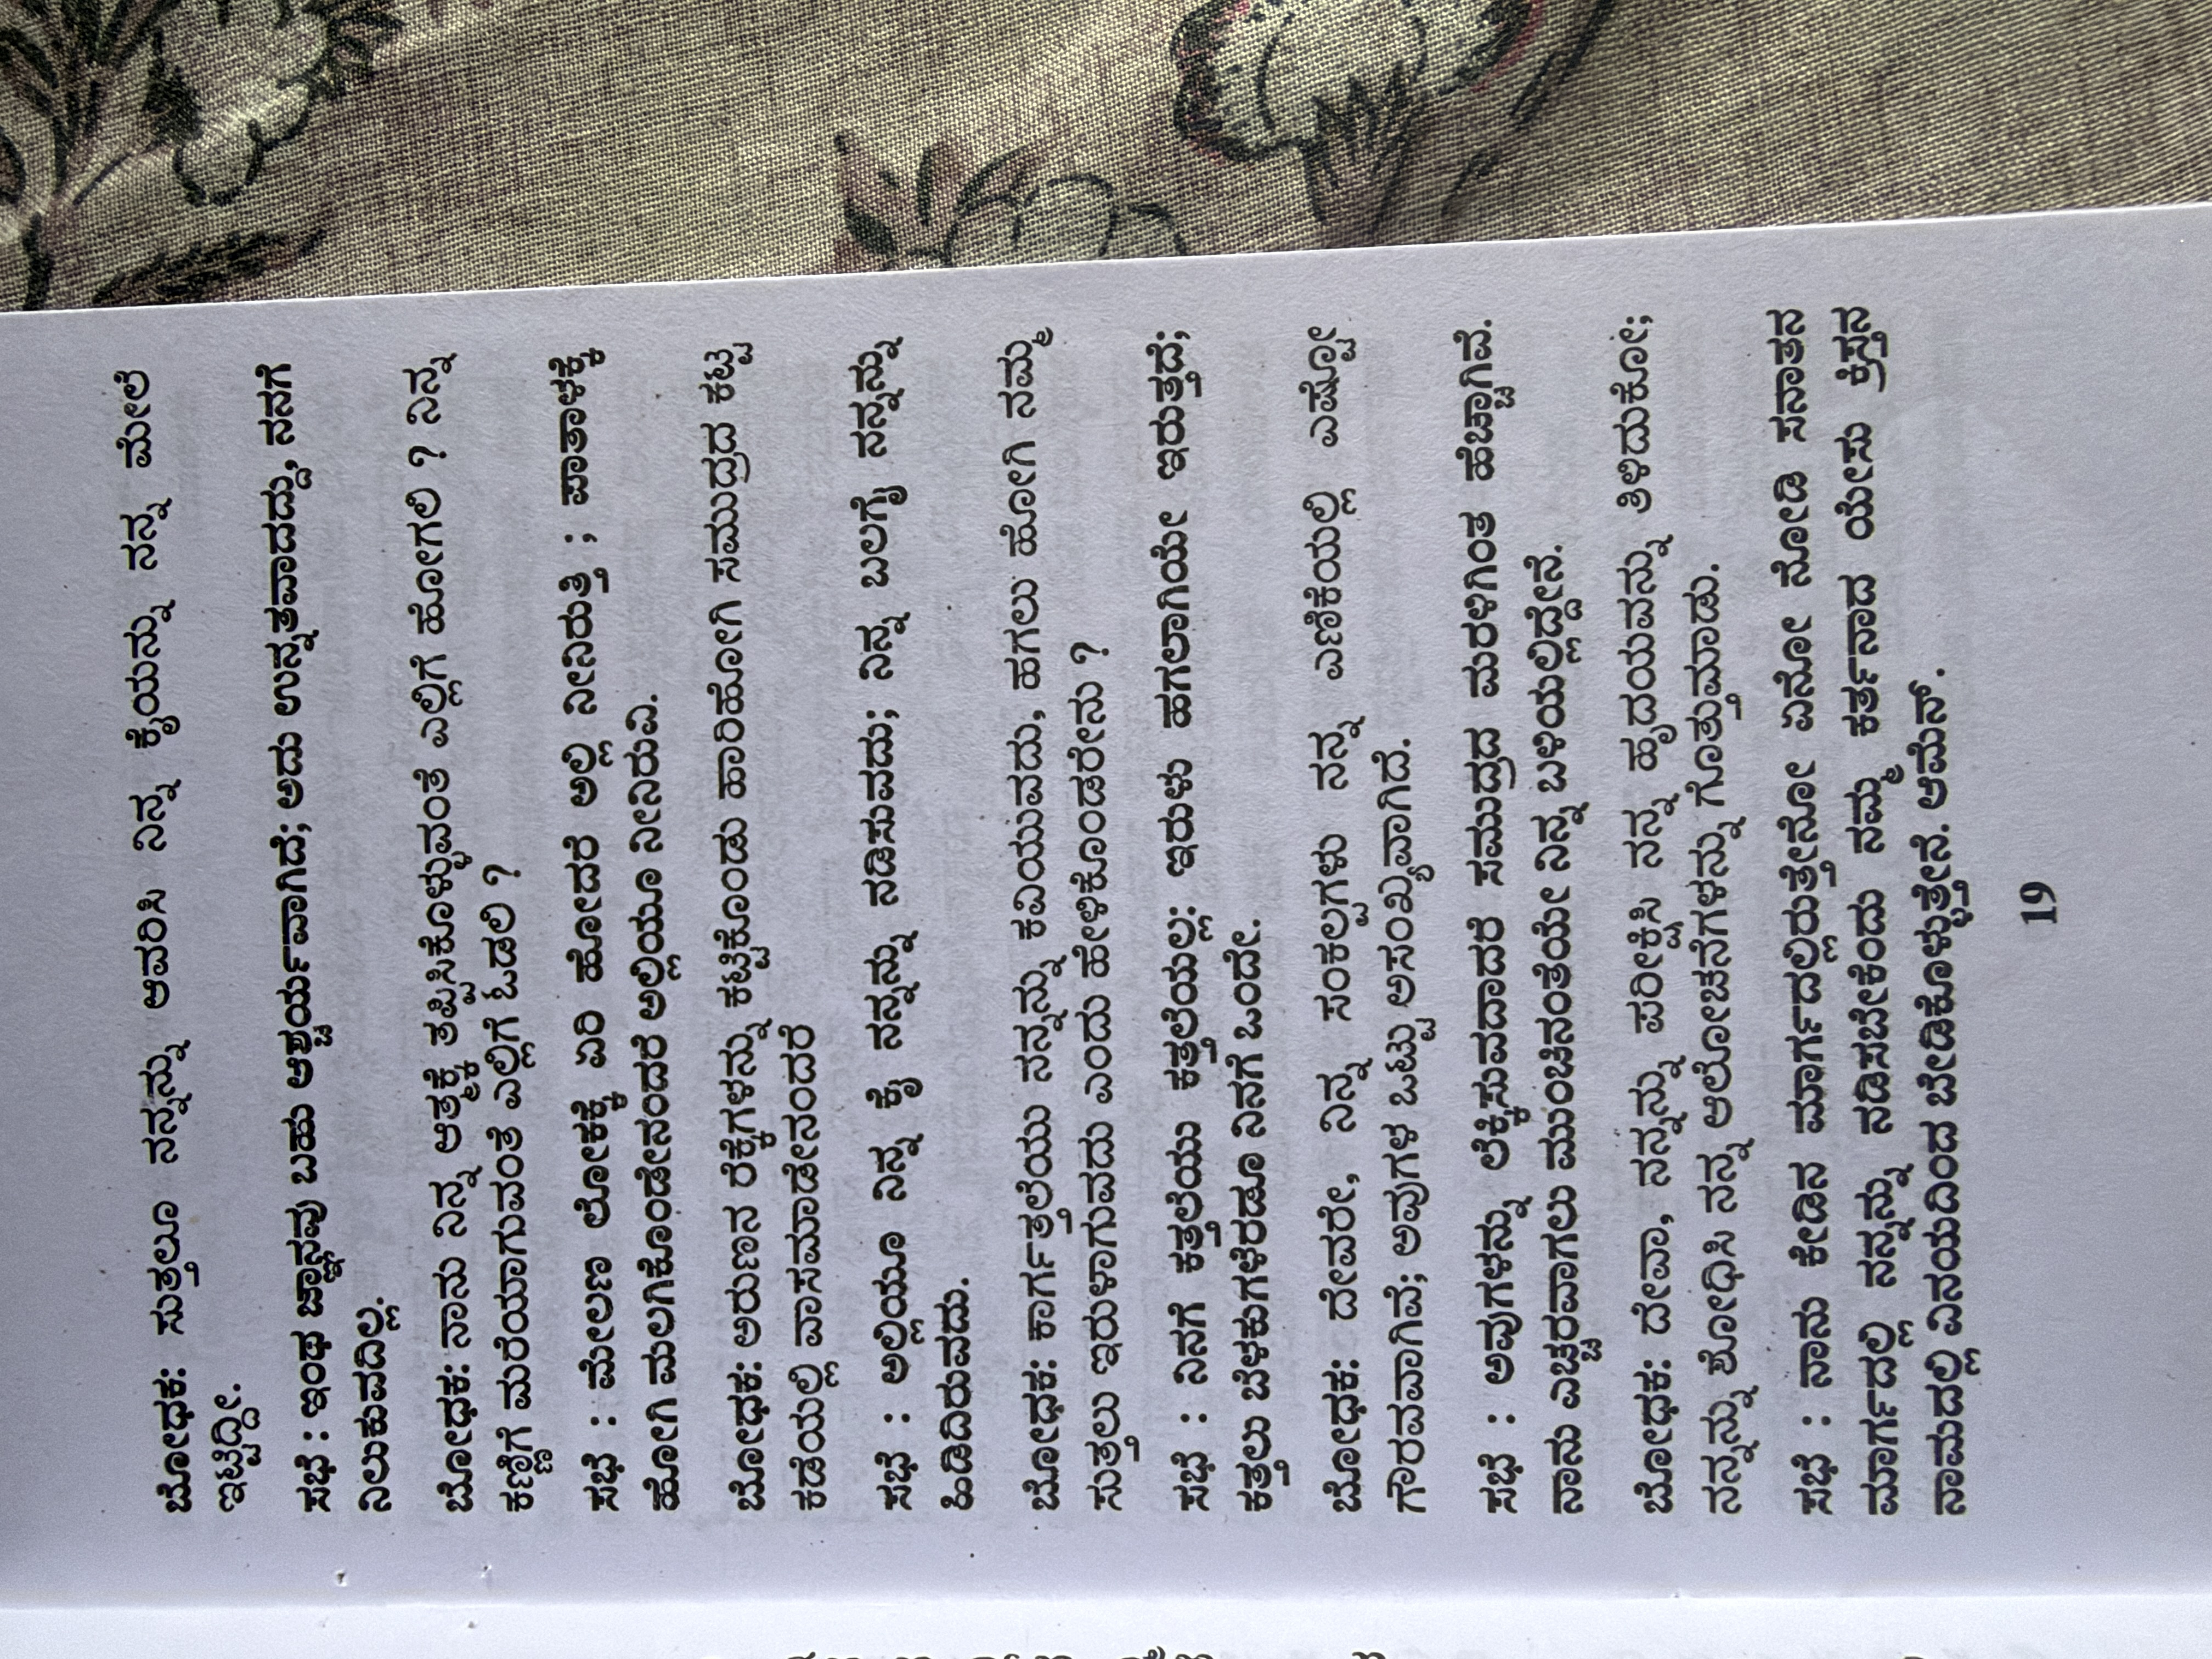 ಬೋಧಕ: ಸುತ್ತಲೂ ನನ್ನನ್ನು ಆವರಿಸಿ ನಿನ್ನ ಕೈಯನ್ನು ನನ್ನ ಮೇಲೆ
ಇಟ್ಟಿದ್ದೀ.
ಸಭೆ : ಇಂಥ ಜ್ಞಾನವು ಬಹು ಆಶ್ಚರ್ಯವಾಗಿದೆ; ಅದು ಉನ್ನತವಾದದ್ದು, ನನಗೆ
ನಿಲುಕುವದಿಲ್ಲ.
ಬೋಧಕ: ನಾನು ನಿನ್ನ ಆತ್ಮಕ್ಕೆ ತಪ್ಪಿಸಿಕೊಳ್ಳುವಂತೆ ಎಲ್ಲಿಗೆ ಹೋಗಲಿ ? ನಿನ್ನ
ಕಣ್ಣಿಗೆ ಮರೆಯಾಗುವಂತೆ ಎಲ್ಲಿಗೆ ಓಡಲಿ ?
ಸಭೆ : ಮೇಲಣ ಲೋಕಕ್ಕೆ ಏರಿ ಹೋದರೆ ಅಲ್ಲಿ ನೀನಿರುತ್ತಿ ; ಪಾತಾಳಕ್ಕೆ
ಹೋಗಿ ಮಲಗಿಕೊಂಡೇನಂದರೆ ಅಲ್ಲಿಯೂ ನೀನಿರುವಿ.
ಬೋಧಕ: ಅರುಣನ ರೆಕ್ಕೆಗಳನ್ನು ಕಟ್ಟಿಕೊಂಡು ಹಾರಿಹೋಗಿ ಸಮುದ್ರದ ಕಟ್ಟ
ಕಡೆಯಲ್ಲಿ ವಾಸಮಾಡೇನಂದರೆ
ಸಭೆ : ಅಲ್ಲಿಯೂ ನಿನ್ನ ಕೈ ನನ್ನನ್ನು ನಡಿಸುವದು; ನಿನ್ನ ಬಲಗೈ ನನ್ನನ್ನು
ಹಿಡಿದಿರುವದು.
ಬೋಧಕ: ಕಾರ್ಗತ್ತಲೆಯು ನನ್ನನ್ನು ಕವಿಯುವದು, ಹಗಲು ಹೋಗಿ ನಮ್ಮ
ಸುತ್ತಲು ಇರುಳಾಗುವದು ಎಂದು ಹೇಳಿಕೊಂಡರೇನು ?
ಸಭೆ : ನಿನಗೆ ಕತ್ತಲೆಯು ಕತ್ತಲೆಯಲ್ಲ: ಇರುಳು ಹಗಲಾಗಿಯೇ ಇರುತ್ತದೆ;
ಕತ್ತಲು ಬೆಳಕುಗಳೆರಡೂ ನಿನಗೆ ಒಂದೇ.
ಬೋಧಕ: ದೇವರೇ, ನಿನ್ನ ಸಂಕಲ್ಪಗಳು ನನ್ನ ಎಣಿಕೆಯಲ್ಲಿ ಎಷ್ಟೋ
ಗೌರವವಾಗಿವೆ; ಅವುಗಳ ಒಟ್ಟು ಅಸಂಖ್ಯವಾಗಿದೆ.
ಸಭೆ : ಅವುಗಳನ್ನು ಲೆಕ್ಕಿಸುವದಾದರೆ ಸಮುದ್ರದ ಮರಳಿಗಿಂತ ಹೆಚ್ಚಾಗಿವೆ.
ನಾನು ಎಚ್ಚರವಾಗಲು ಮುಂಚಿನಂತೆಯೇ ನಿನ್ನ ಬಳಿಯಲ್ಲಿದ್ದೇನೆ.
ಬೋಧಕ: ದೇವಾ, ನನ್ನನ್ನು ಪರೀಕ್ಷಿಸಿ ನನ್ನ ಹೃದಯವನ್ನು ತಿಳಿದುಕೋ;
ನನ್ನನ್ನು ಶೋಧಿಸಿ ನನ್ನ ಆಲೋಚನೆಗಳನ್ನು ಗೊತ್ತುಮಾಡು.
ಸಭೆ : ನಾನು ಕೇಡಿನ ಮಾರ್ಗದಲ್ಲಿರುತ್ತೇನೋ ಏನೋ ನೋಡಿ ಸನಾತನ
ಮಾರ್ಗದಲ್ಲಿ ನನ್ನನ್ನು ನಡಿಸಬೇಕೆಂದು ನಮ್ಮ ಕರ್ತನಾದ ಯೇಸು ಕ್ರಿಸ್ತನ
ನಾಮದಲ್ಲಿ ವಿನಯದಿಂದ ಬೇಡಿಕೊಳ್ಳುತ್ತೇನೆ. ಆಮೆನ್.
19